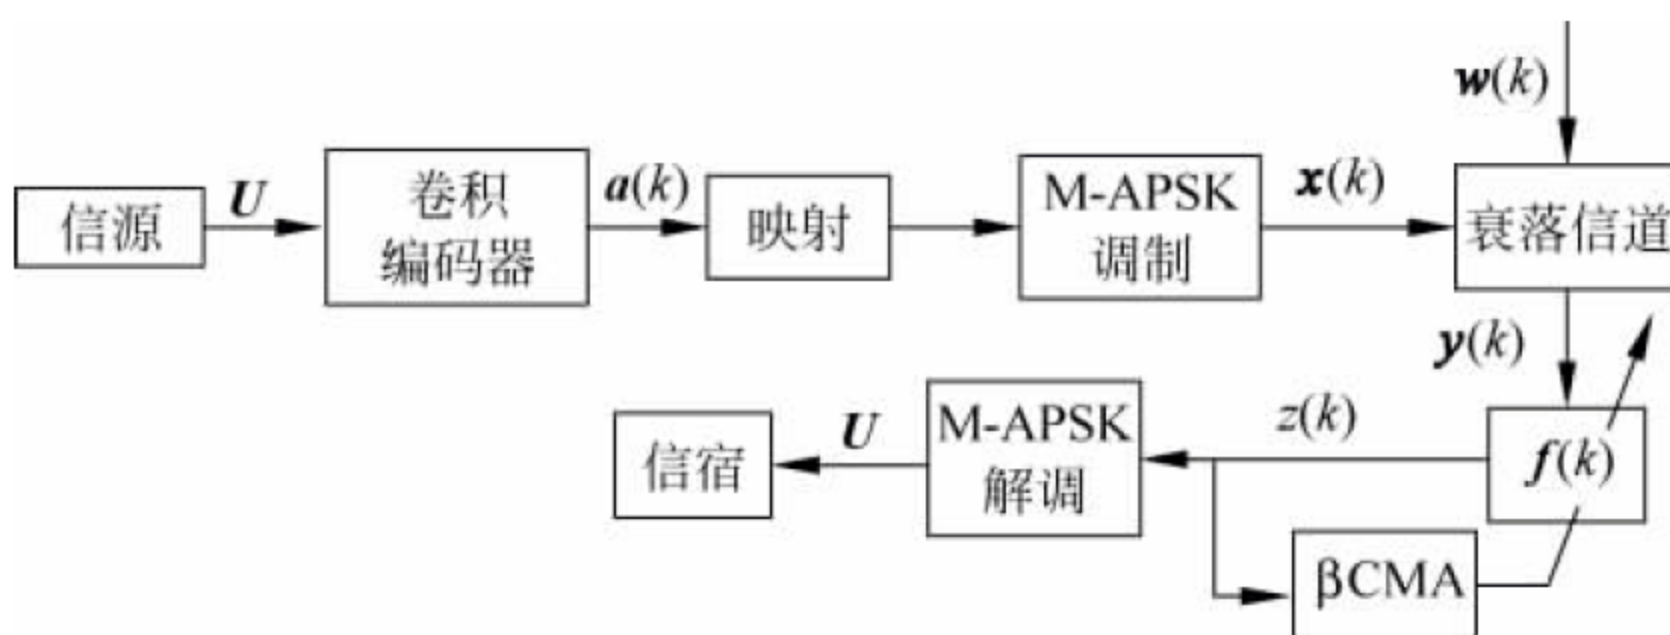 w(k)
信源
U
卷积
编码器
a(k)
映射
M-APSK
调制
x(k)
衰落信道
y(k)
信宿
U
M-APSK
解调
z(k)
f(k)
βCMA